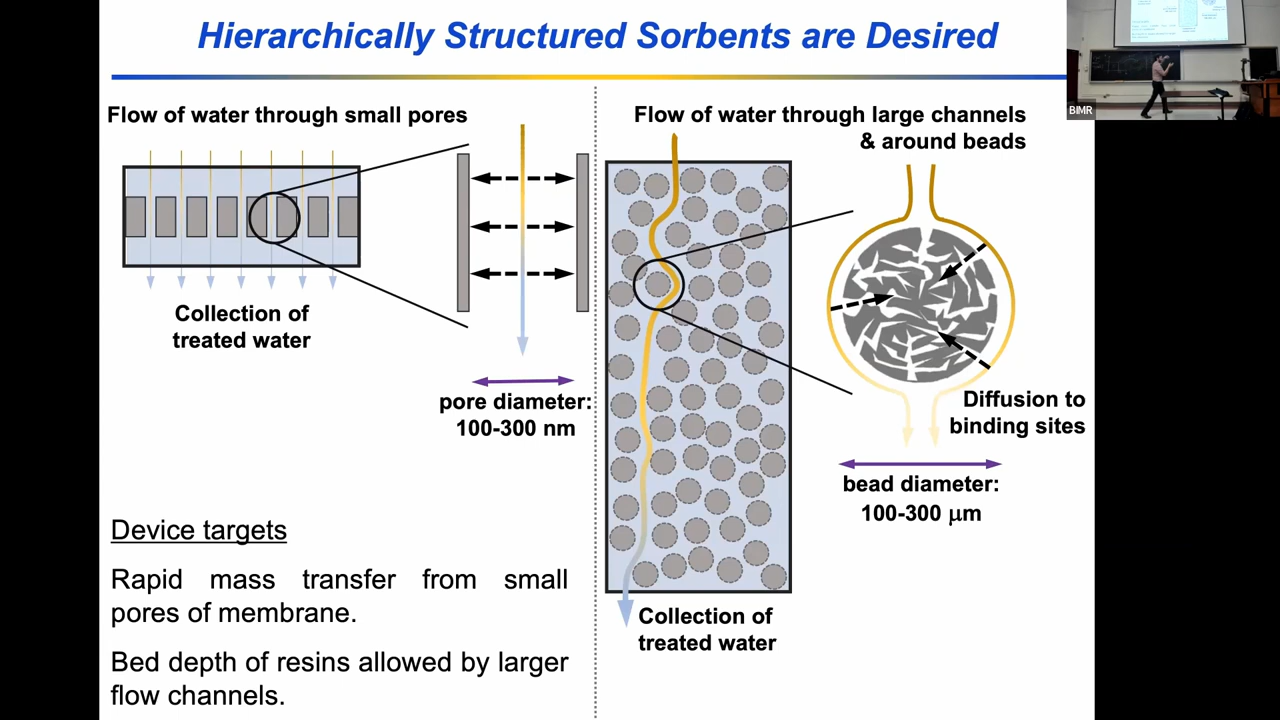 Hierarchically Structured Sorbents are Desired
Flow of water through small pores
Collection of
treated water
pore diameter:
100-300 nm
Device targets
Rapid mass transfer from small
pores of membrane.
Bed depth of resins allowed by larger
flow channels.
Flow of water through large channels
& around beads
Diffusion to
binding sites
bead diameter:
100-300 μm
Collection of
treated water
BIMR